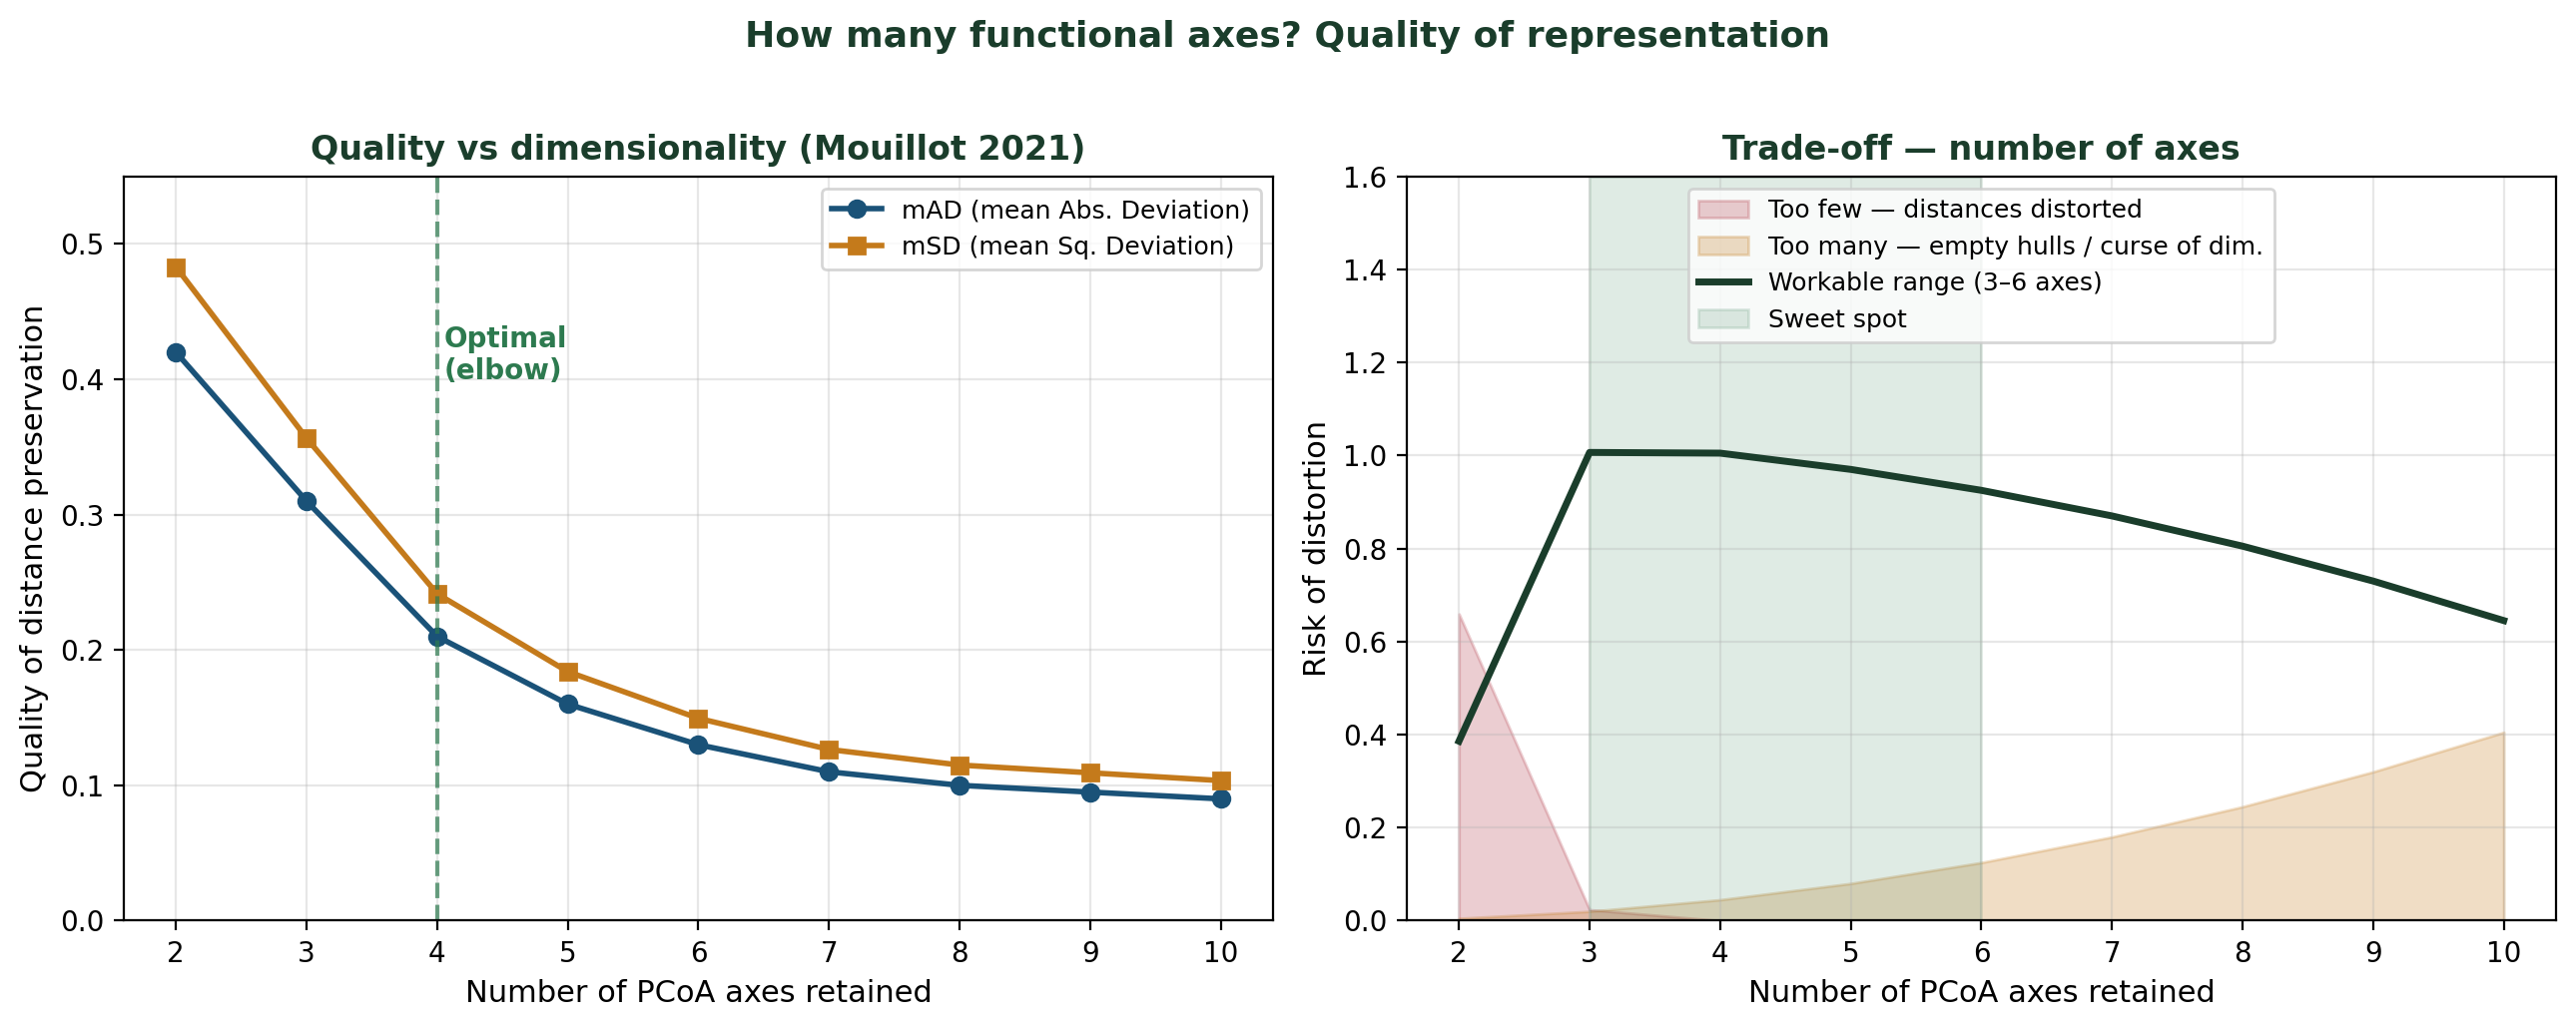 How many functional axes? Quality of representation
Quality vs dimensionality (Mouillot 2021)
Quality of distance preservation
0.5
0.4
0.3
0.2
0.1
0.0
mAD (mean Abs. Deviation)
mSD (mean Sq. Deviation)
Optimal
(elbow)
2 3 4 5 6 7 8 9 10
Number of PCoA axes retained
Trade-off — number of axes
Risk of distortion
1.6
1.4
1.2
1.0
0.8
0.6
0.4
0.2
0.0
Too few — distances distorted
Too many — empty hulls / curse of dim.
Workable range (3–6 axes)
Sweet spot
2 3 4 5 6 7 8 9 10
Number of PCoA axes retained